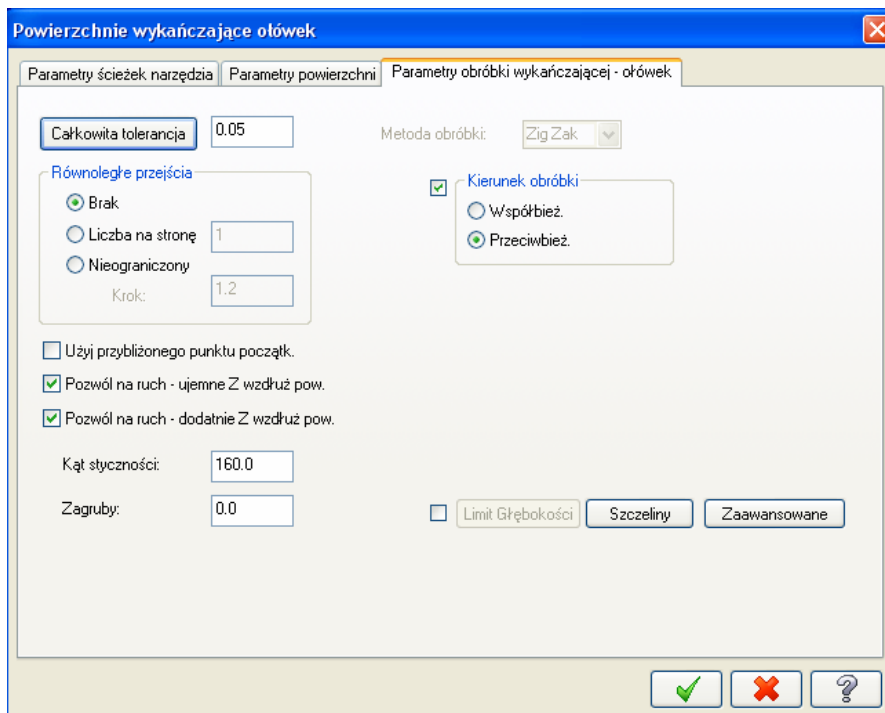 Powierzchnie wykańczające ołówek
Parametry ścieżek narzędzia
Parametry powierzchni
Parametry obróbki wykańczającej - ołówek
Całkowita tolerancja
0.05
Metoda obróbki:
Zig Zak
Równoległe przejścia
Brak
Liczba na stronę
1
Nieograniczony
Krok:
1.2
Kierunek obróbki
Współbież.
Przeciwbież.
Użyj przybliżonego punktu początk.
Pozwól na ruch - ujemne Z wzdłuż pow.
Pozwól na ruch - dodatnie Z wzdłuż pow.
Kąt styczności:
160.0
Zagruby:
0.0
Limit Głębokości
Szczeliny
Zaawansowane